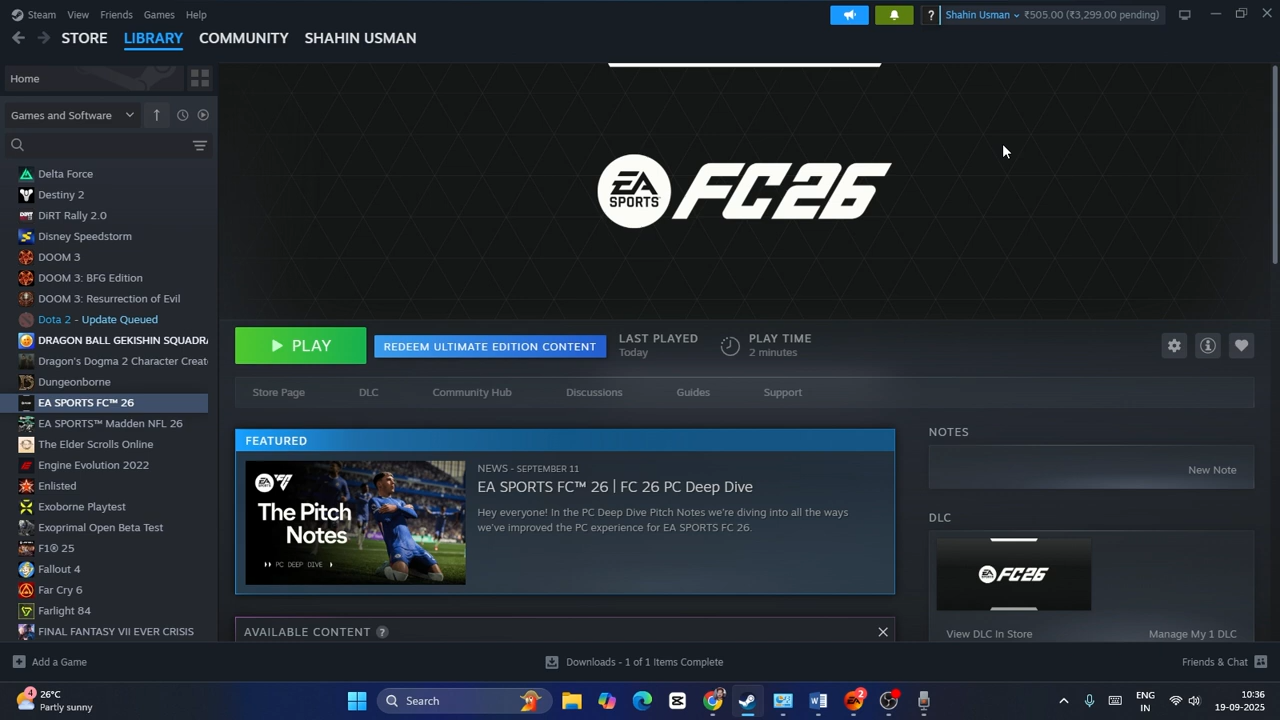 Steam View Friends Games Help
? Shahin Usman ₹505.00 (₹3,299.00 pending)
STORE LIBRARY COMMUNITY SHAHIN USMAN
Home
Games and Software
Delta Force
Destiny 2
DiRT Rally 2.0
Disney Speedstorm
DOOM 3
DOOM 3: BFG Edition
DOOM 3: Resurrection of Evil
Dota 2 - Update Queued
DRAGON BALL GEKISHIN SQUADRA
Dragon's Dogma 2 Character Creat
Dungeonborne
EA SPORTS FC™ 26
EA SPORTS™ Madden NFL 26
The Elder Scrolls Online
Engine Evolution 2022
Enlisted
Exoborne Playtest
Exoprimal Open Beta Test
F1® 25
Fallout 4
Far Cry 6
Farlight 84
FINAL FANTASY VII EVER CRISIS
EA SPORTS FC26
PLAY
REDEEM ULTIMATE EDITION CONTENT
LAST PLAYED
Today
PLAY TIME
2 minutes
Store Page DLC Community Hub Discussions Guides Support
FEATURED
EA SPORTS FC
The Pitch
Notes
PC DEEP DIVE
NEWS - SEPTEMBER 11
EA SPORTS FC™ 26 | FC 26 PC Deep Dive
Hey everyone! In the PC Deep Dive Pitch Notes we're diving into all the ways
we've improved the PC experience for EA SPORTS FC 26.
AVAILABLE CONTENT ?
NOTES
New Note
DLC
FC26
View DLC In Store
Manage My 1 DLC
Add a Game
Downloads - 1 of 1 Items Complete
Friends & Chat
4
26°C
Partly sunny
Search
2
ENG
IN
10:36
19-09-2025